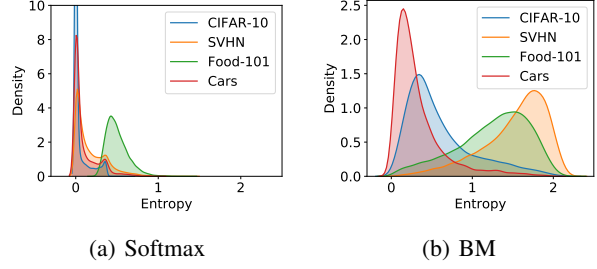 10
8
6
4
2
0
Density
CIFAR-10
SVHN
Food-101
Cars
0
1
2
Entropy
(a) Softmax
2.5
2.0
1.5
1.0
0.5
0.0
Density
CIFAR-10
SVHN
Food-101
Cars
0
1
2
Entropy
(b) BM